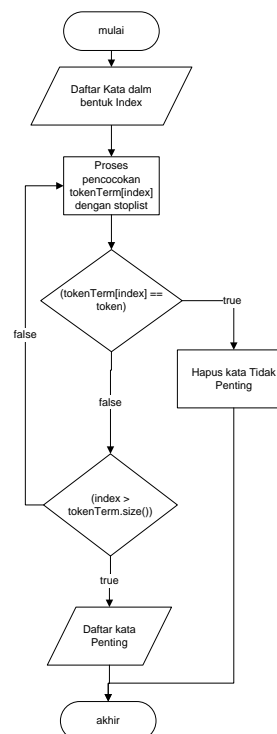 mulai
Daftar Kata dalm
bentuk Index
Proses
pencocokan
tokenTerm[index]
dengan stoplist
(tokenTerm[index] ==
token)
true
false
Hapus kata Tidak
Penting
false
(index >
tokenTerm.size())
true
Daftar kata
Penting
akhir